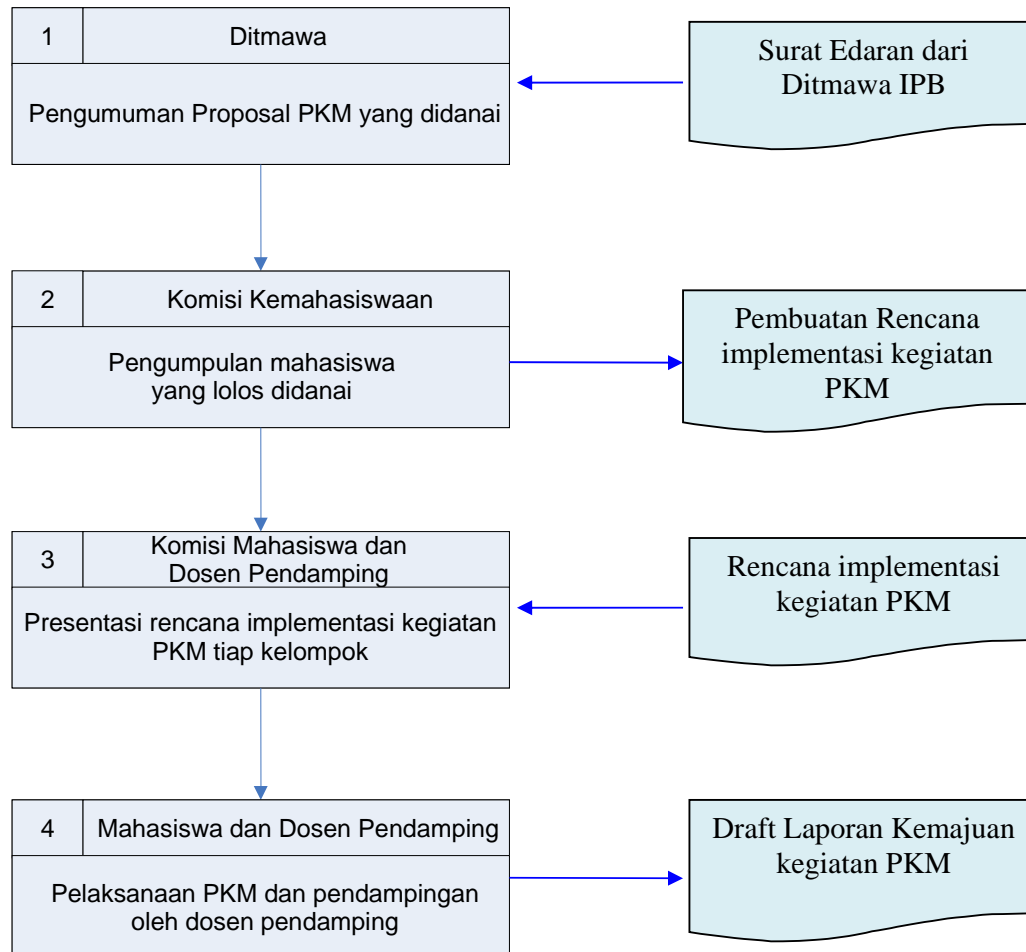 1
Ditmawa
Pengumuman Proposal PKM yang didanai
Surat Edaran dari
Ditmawa IPB
2
Komisi Kemahasiswaan
Pengumpulan mahasiswa
yang lolos didanai
Pembuatan Rencana
implementasi kegiatan
PKM
3
Komisi Mahasiswa dan
Dosen Pendamping
Presentasi rencana implementasi kegiatan
PKM tiap kelompok
Rencana implementasi
kegiatan PKM
4
Mahasiswa dan Dosen Pendamping
Pelaksanaan PKM dan pendampingan
oleh dosen pendamping
Draft Laporan Kemajuan
kegiatan PKM